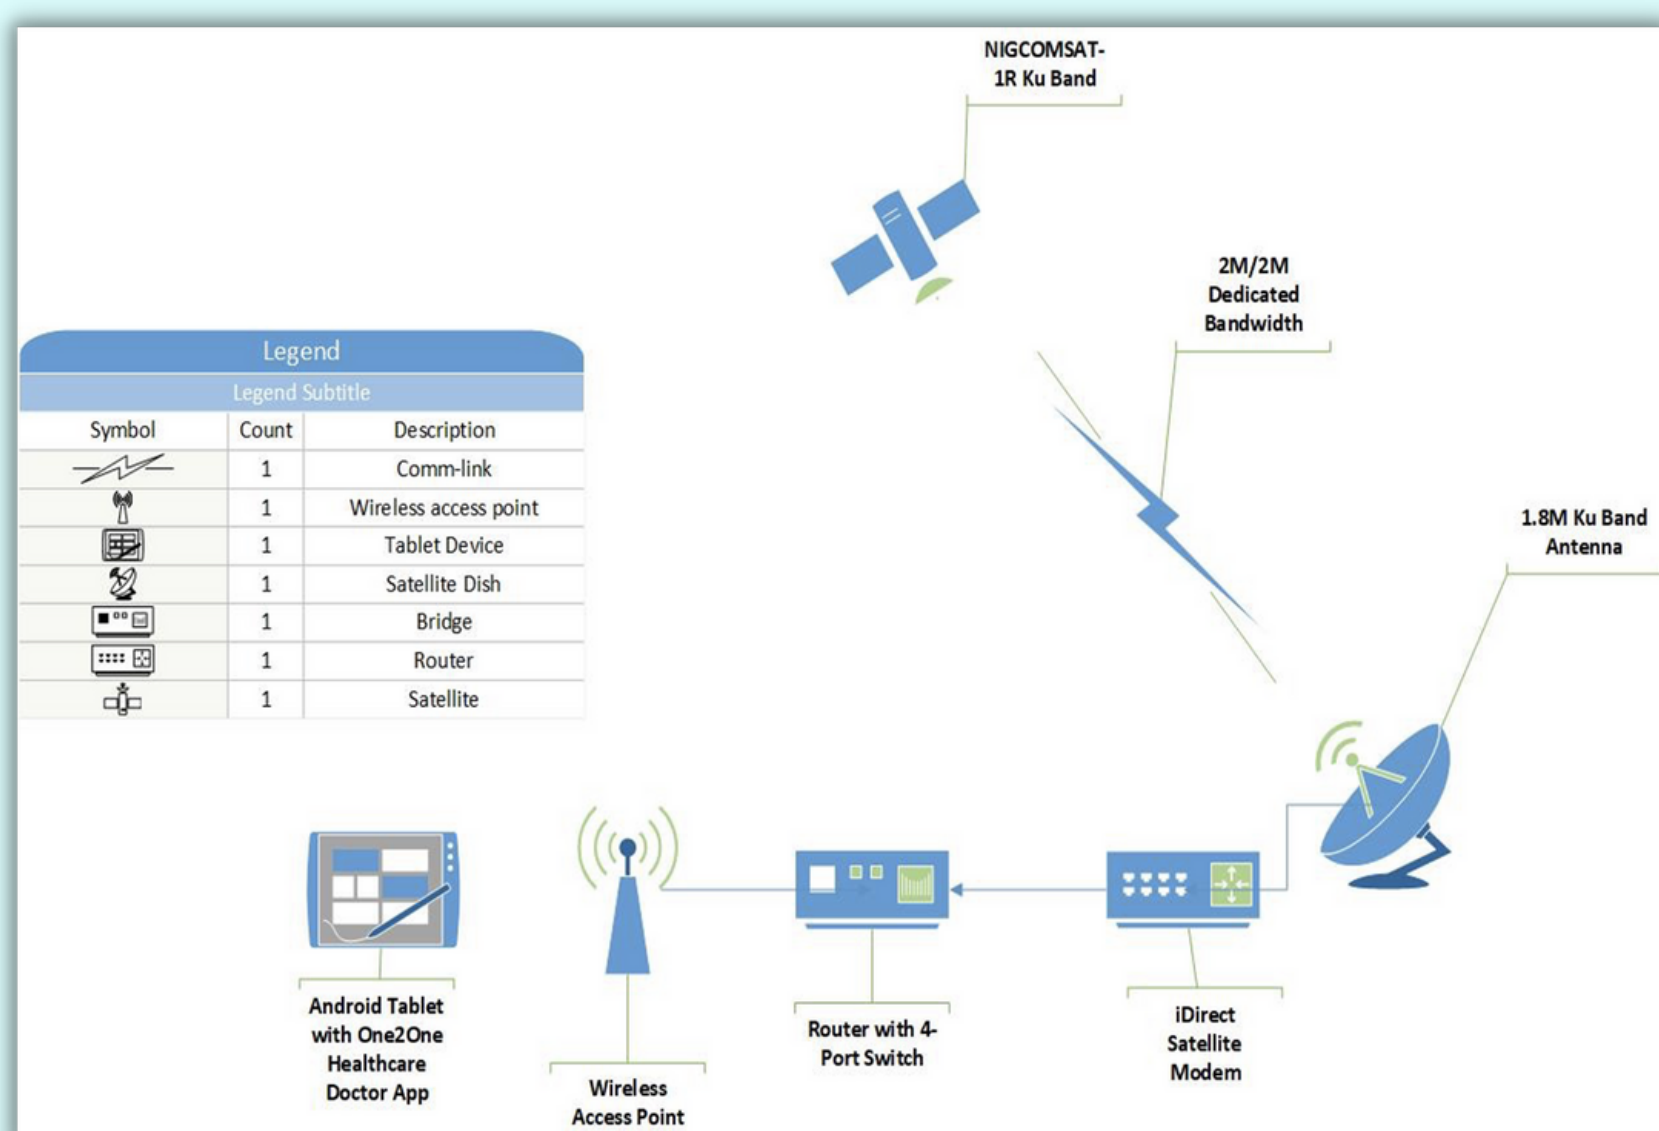 NIGCOMSAT-
1R Ku Band
2M/2M
Dedicated
Bandwidth
Legend
Legend Subtitle
Symbol Count Description
1 Comm-link
1 Wireless access point
1 Tablet Device
1 Satellite Dish
1 Bridge
1 Router
1 Satellite
1.8M Ku Band
Antenna
Android Tablet
with One2One
Healthcare
Doctor App
Wireless
Access Point
Router with 4-
Port Switch
iDirect
Satellite
Modem